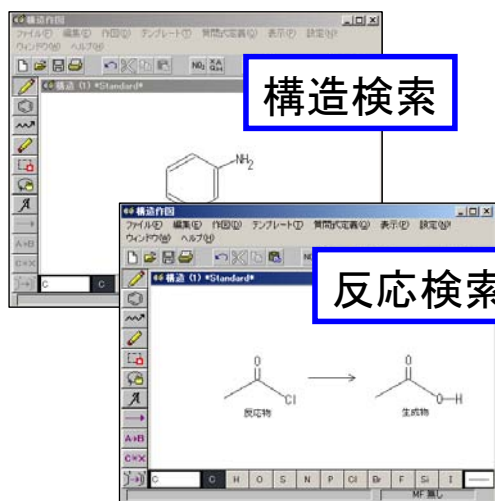 構造作図
ファイル(F) 編集(E) 作図(D) テンプレート(T) 質問式定義(Q) 表示(P) 設定(N)
ウィンドウ(W) ヘルプ(H)
NO₂
構造 (1) *Standard*
構造検索
NH₂
A
A→B
C
C
構造作図
ファイル(F) 編集(E) 作図(D) テンプレート(T) 質問式定義(Q) 表示(P) 設定(N)
ウィンドウ(W) ヘルプ(H)
構造 (1) *Standard*
反応検索
O
Cl
反応物
O
O—H
生成物
A
A→B
C
C H O S N P Cl Br F Si I
MF 無し